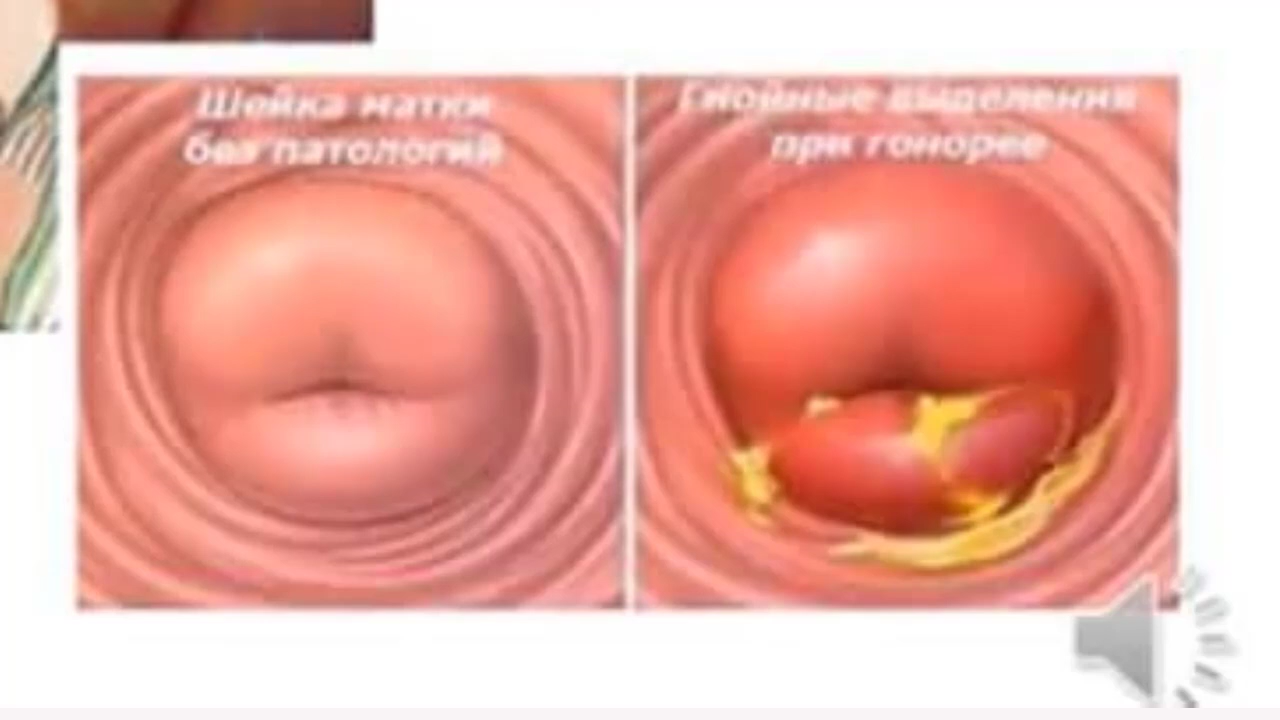 Шейка матки
без патологий
Гнойные выделения
при гонорее